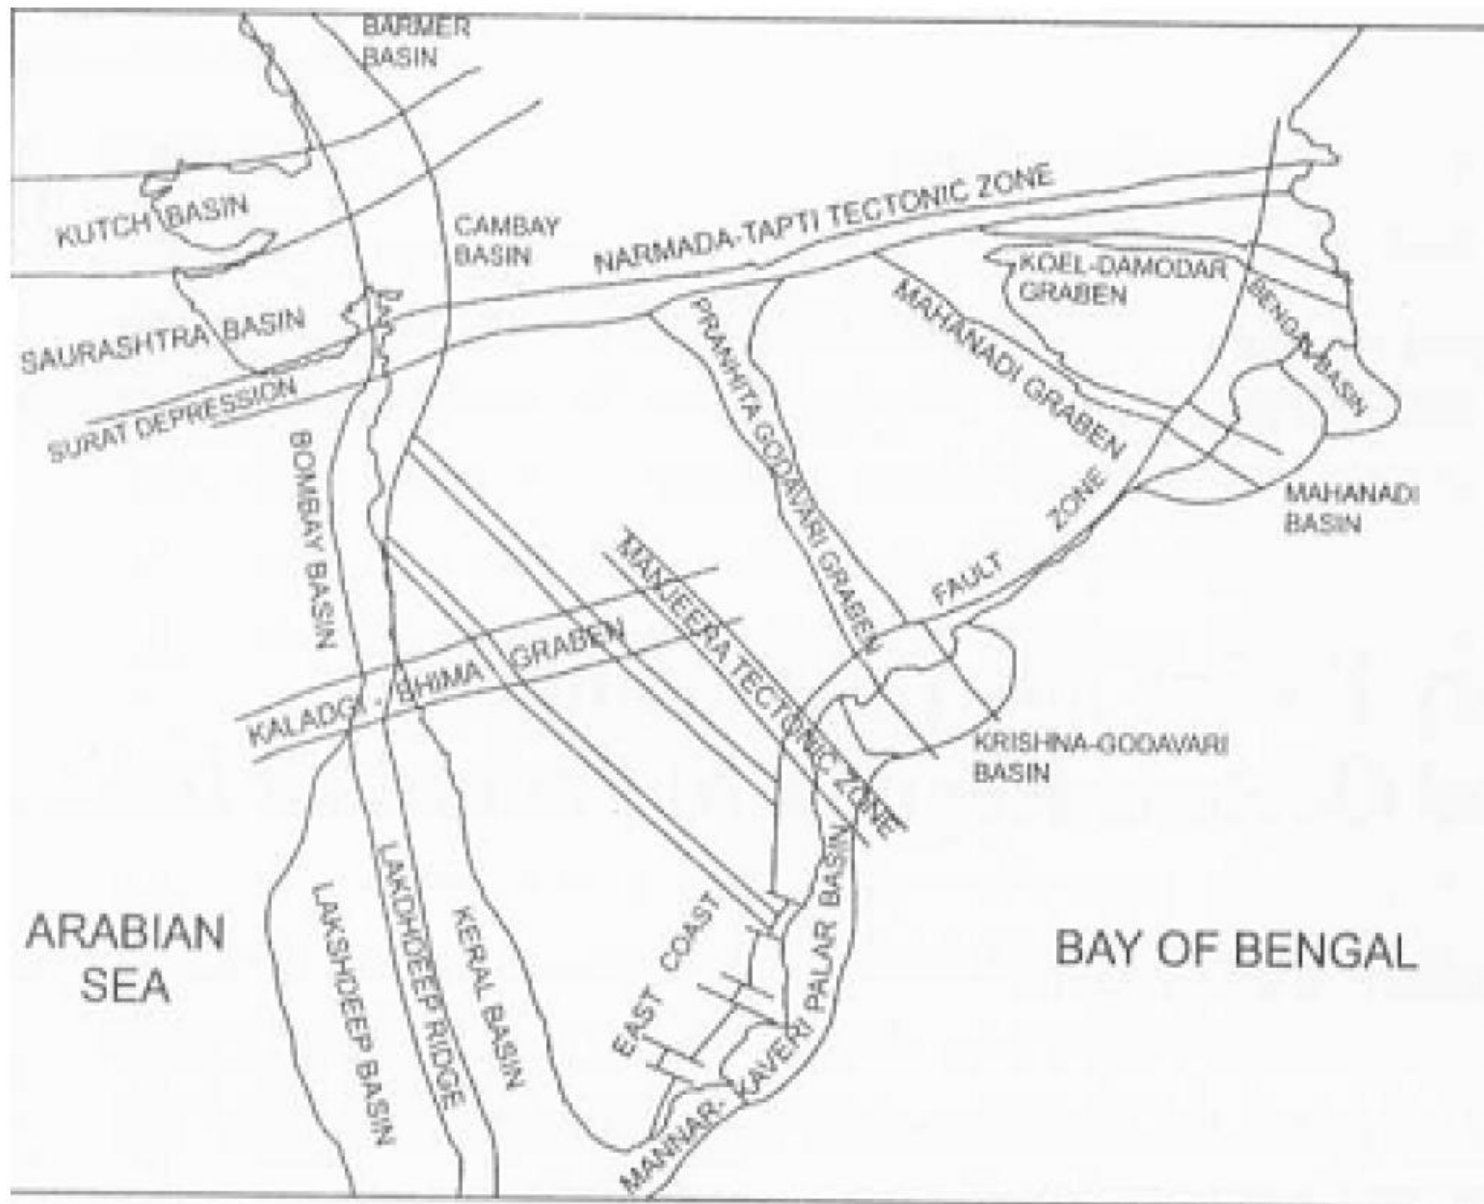 BARMER
BASIN
KUTCH BASIN
CAMBAY
BASIN
NARMADA-TAPTI TECTONIC ZONE
KOEL-DAMODAR
GRABEN
BENGAL BASIN
SAURASHTRA BASIN
SURAT DEPRESSION
PRANHITA GODAVARI GRABEN
MAHANADI GRABEN
MAHANADI
BASIN
BOMBAY BASIN
MANJEERA TECTONIC ZONE
EAST COAST FAULT ZONE
KALADGI - BHIMA GRABEN
KRISHNA-GODAVARI
BASIN
ARABIAN
SEA
LAKSHDEEP BASIN
LAKDHDEEP RIDGE
KERAL BASIN
BAY OF BENGAL
MANNAR- KAVERI PALAR BASIN